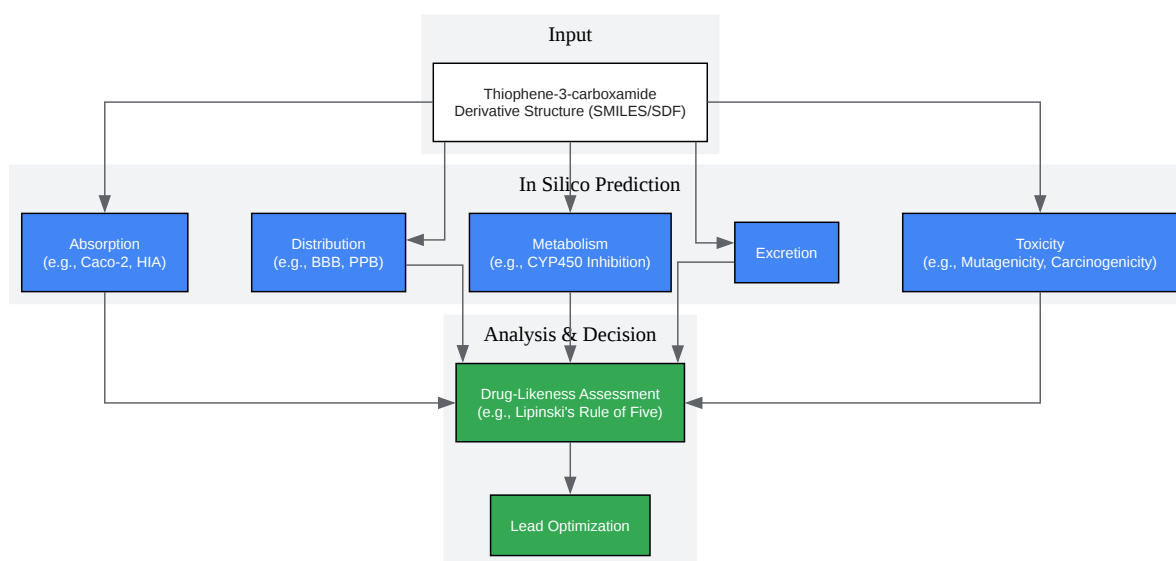 Input
Thiophene-3-carboxamide
Derivative Structure (SMILES/SDF)
In Silico Prediction
Absorption
(e.g., Caco-2, HIA)
Distribution
(e.g., BBB, PPB)
Metabolism
(e.g., CYP450 Inhibition)
Excretion
Toxicity
(e.g., Mutagenicity, Carcinogenicity)
Analysis & Decision
Drug-Likeness Assessment
(e.g., Lipinski's Rule of Five)
Lead Optimization